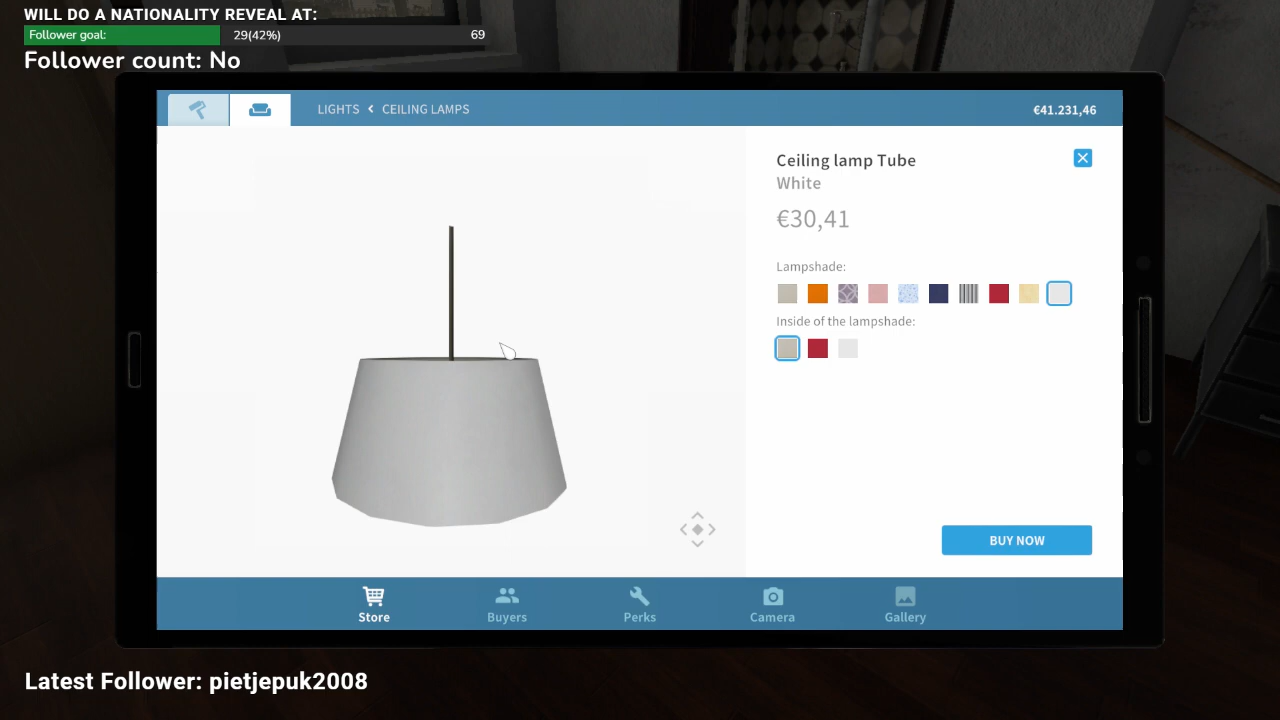 WILL DO A NATIONALITY REVEAL AT:
Follower goal: 29(42%) 69
Follower count: No
LIGHTS < CEILING LAMPS €41.231,46
Ceiling lamp Tube
White
€30,41
Lampshade:
Inside of the lampshade:
BUY NOW
Store Buyers Perks Camera Gallery
Latest Follower: pietjepuk2008